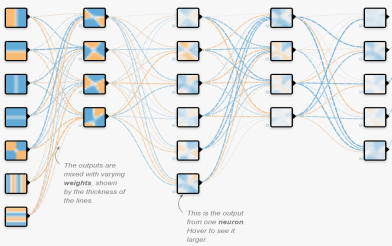 The outputs are
mixed with varying
weights, shown
by the thickness of
the lines.
This is the output
from one neuron.
Hover to see it
larger.